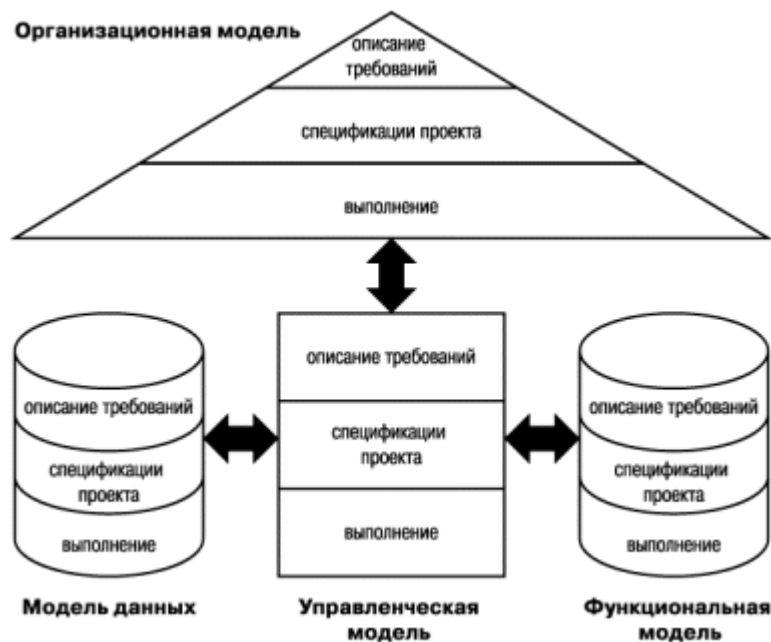 Организационная модель
описание
требований
спецификации проекта
выполнение
описание требований
спецификации
проекта
выполнение
Модель данных
описание требований
спецификации
проекта
выполнение
Управленческая
модель
описание требований
спецификации
проекта
выполнение
Функциональная
модель